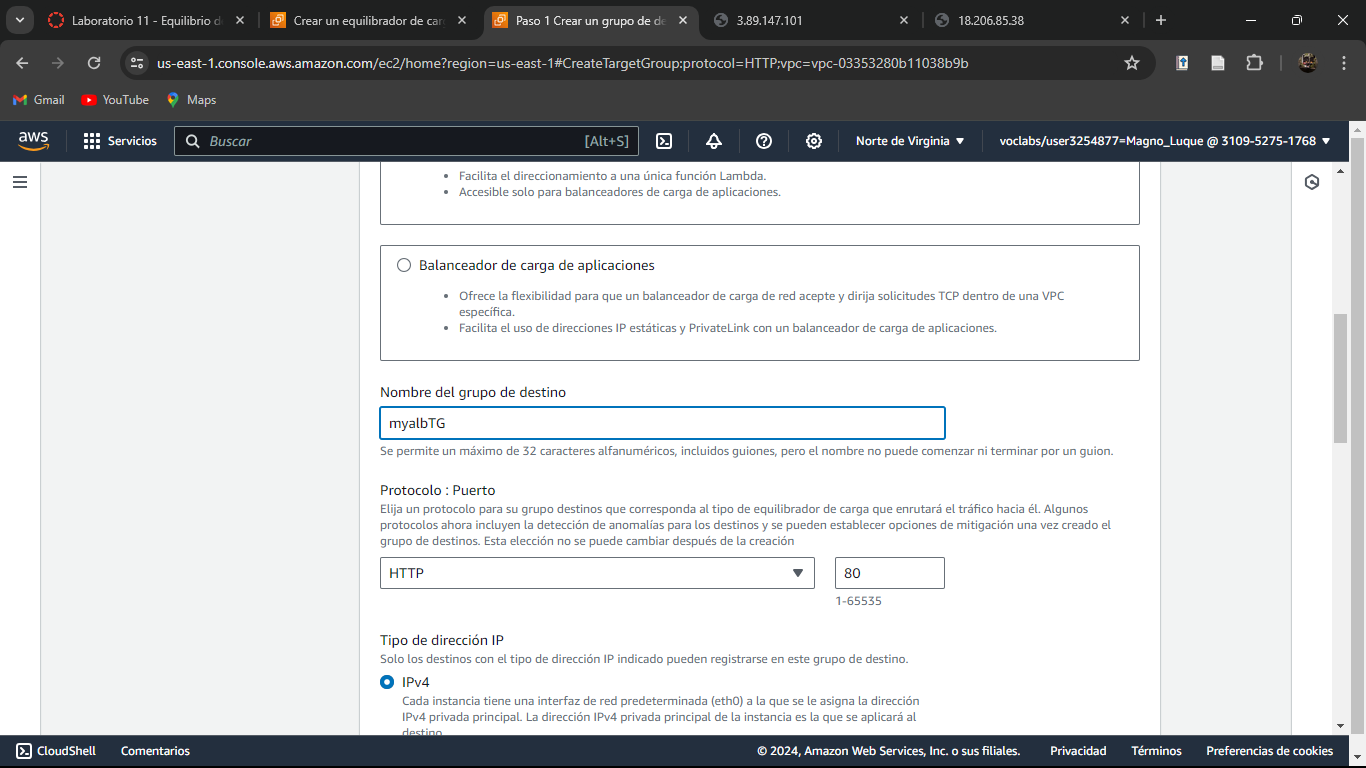 Laboratorio 11 - Equilibrio d
Crear un equilibrador de car
Paso 1 Crear un grupo de de
3.89.147.101
18.206.85.38
us-east-1.console.aws.amazon.com/ec2/home?region=us-east-1#CreateTargetGroup:protocol=HTTP;vpc=vpc-03353280b11038b9b
Gmail
YouTube
Maps
aws
Servicios
Buscar
[Alt+S]
Norte de Virginia
voclabs/user3254877=Magno_Luque @ 3109-5275-1768
Facilita el direccionamiento a una única función Lambda.
Accesible solo para balanceadores de carga de aplicaciones.
Balanceador de carga de aplicaciones
Ofrece la flexibilidad para que un balanceador de carga de red acepte y dirija solicitudes TCP dentro de una VPC
específica.
Facilita el uso de direcciones IP estáticas y PrivateLink con un balanceador de carga de aplicaciones.
Nombre del grupo de destino
myalbTG
Se permite un máximo de 32 caracteres alfanuméricos, incluidos guiones, pero el nombre no puede comenzar ni terminar por un guion.
Protocolo : Puerto
Elija un protocolo para su grupo destinos que corresponda al tipo de equilibrador de carga que enrutará el tráfico hacia él. Algunos
protocolos ahora incluyen la detección de anomalías para los destinos y se pueden establecer opciones de mitigación una vez creado el
grupo de destinos. Esta elección no se puede cambiar después de la creación
HTTP
80
1-65535
Tipo de dirección IP
Solo los destinos con el tipo de dirección IP indicado pueden registrarse en este grupo de destino.
IPv4
Cada instancia tiene una interfaz de red predeterminada (eth0) a la que se le asigna la dirección
IPv4 privada principal. La dirección IPv4 privada principal de la instancia es la que se aplicará al
destino.
CloudShell
Comentarios
© 2024, Amazon Web Services, Inc. o sus filiales.
Privacidad
Términos
Preferencias de cookies